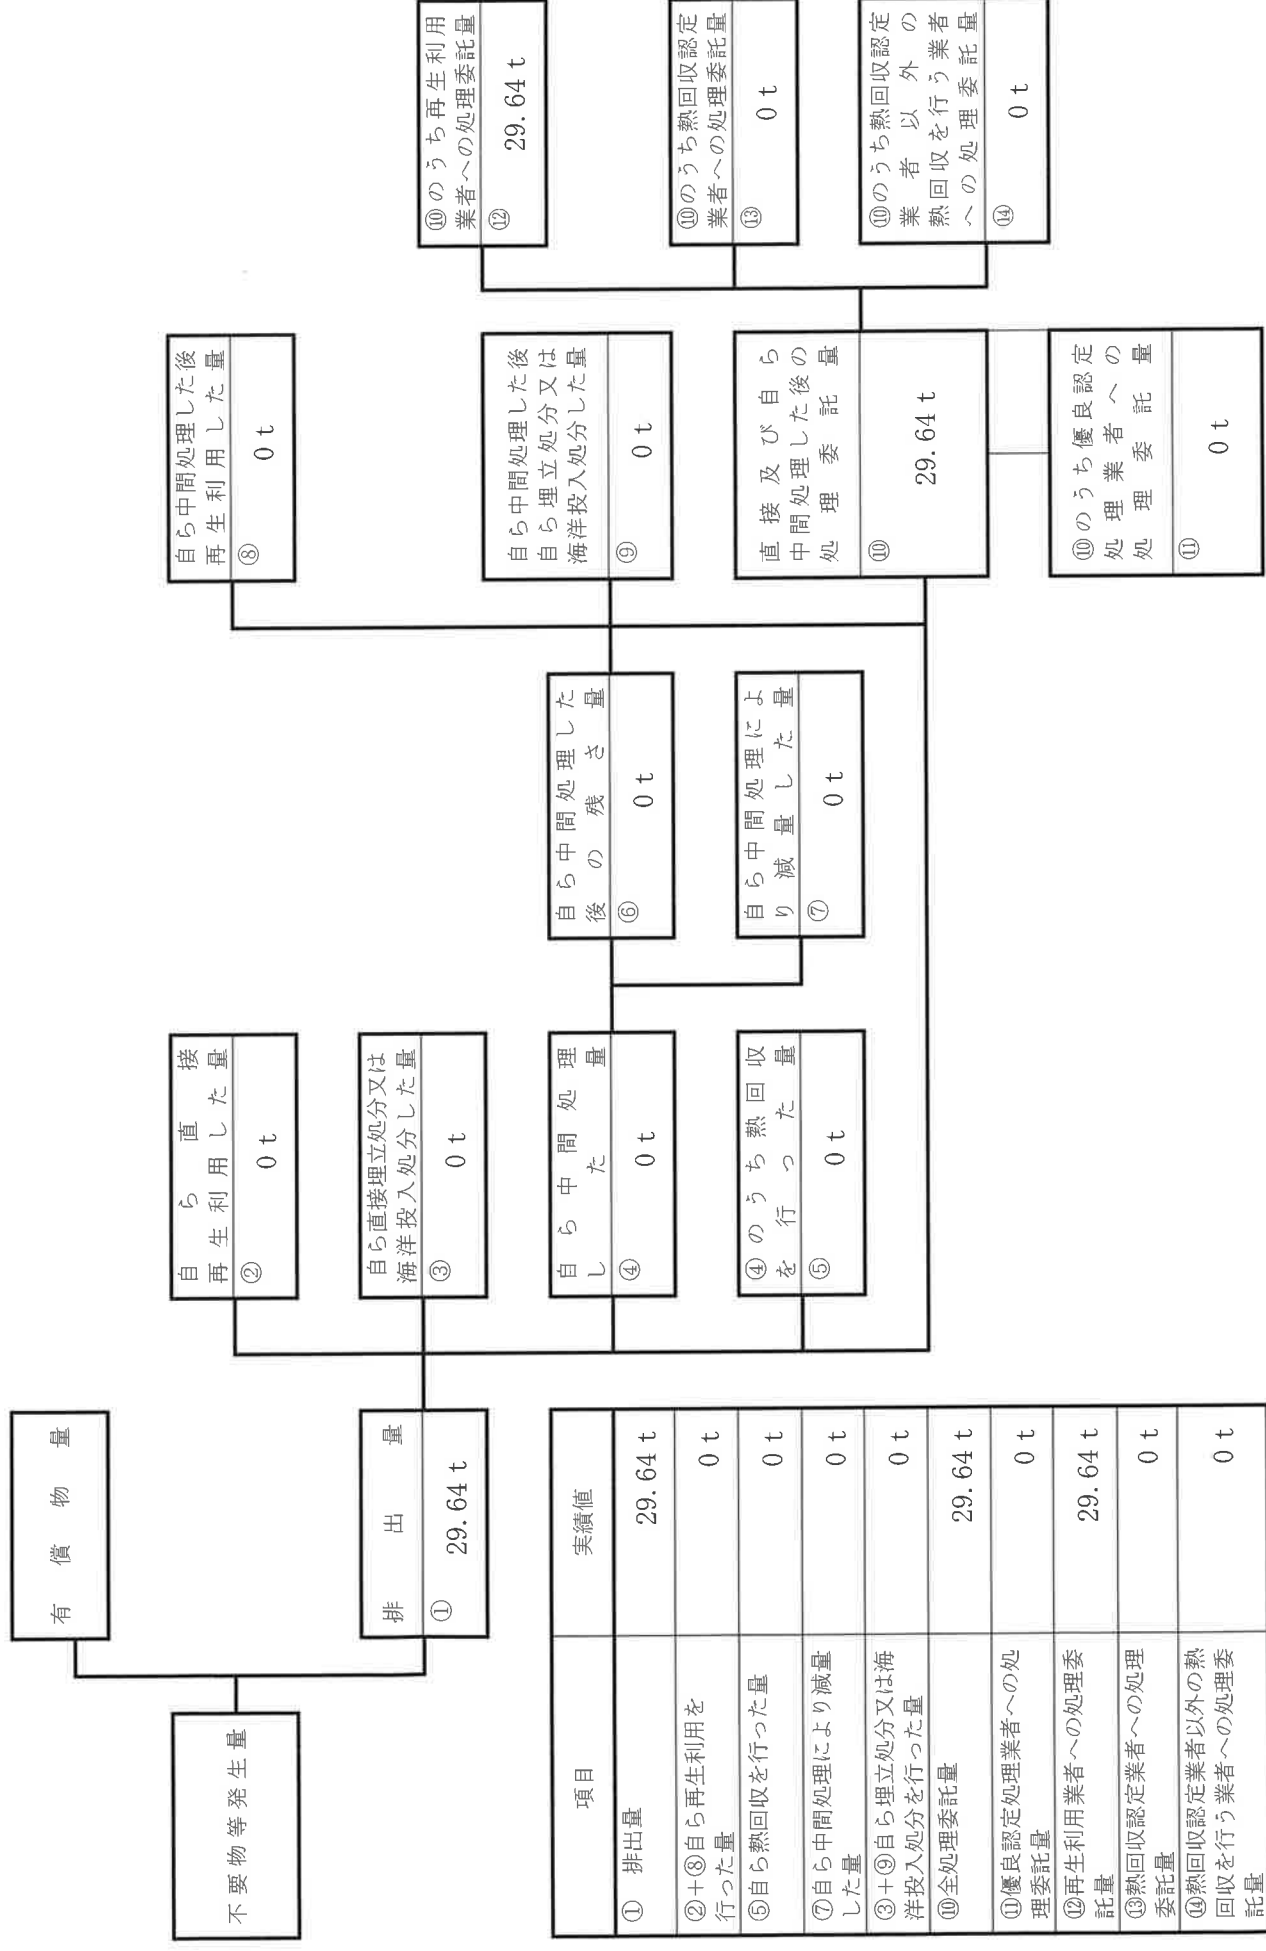 不要物等発生量
有償物量
排出量
①
29.64 t
自ら直接
再生利用した量
②
0 t
自ら直接埋立処分又は
海洋投入処分した量
③
0 t
自ら中間処理
した量
④
0 t
④のうち熱回収
を行った量
⑤
0 t
自ら中間処理した
後の残さ量
⑥
0 t
自ら中間処理によ
り減量した量
⑦
0 t
自ら中間処理した後
再生利用した量
⑧
0 t
自ら中間処理した後
自ら埋立処分又は
海洋投入処分した量
⑨
0 t
直接及び自ら
中間処理した後の
処理委託量
⑩
29.64 t
⑩のうち優良認定
処理業者への
処理委託量
⑪
0 t
⑩のうち再生利用
業者への処理委託量
⑫
29.64 t
⑩のうち熱回収認定
業者への処理委託量
⑬
0 t
⑩のうち熱回収認定
業者以外の
熱回収を行う業者
への処理委託量
⑭
0 t
項目 実績値
① 排出量 29.64 t
②+⑧自ら再生利用を
行った量 0 t
⑤自ら熱回収を行った量 0 t
⑦自ら中間処理により減量
した量 0 t
③+⑨自ら埋立処分又は海
洋投入処分を行った量 0 t
⑩全処理委託量 29.64 t
⑪優良認定処理業者への処
理委託量 0 t
⑫再生利用業者への処理委
託量 29.64 t
⑬熱回収認定業者への処理
委託量 0 t
⑭熱回収認定業者以外の熱
回収を行う業者への処理委
託量 0 t